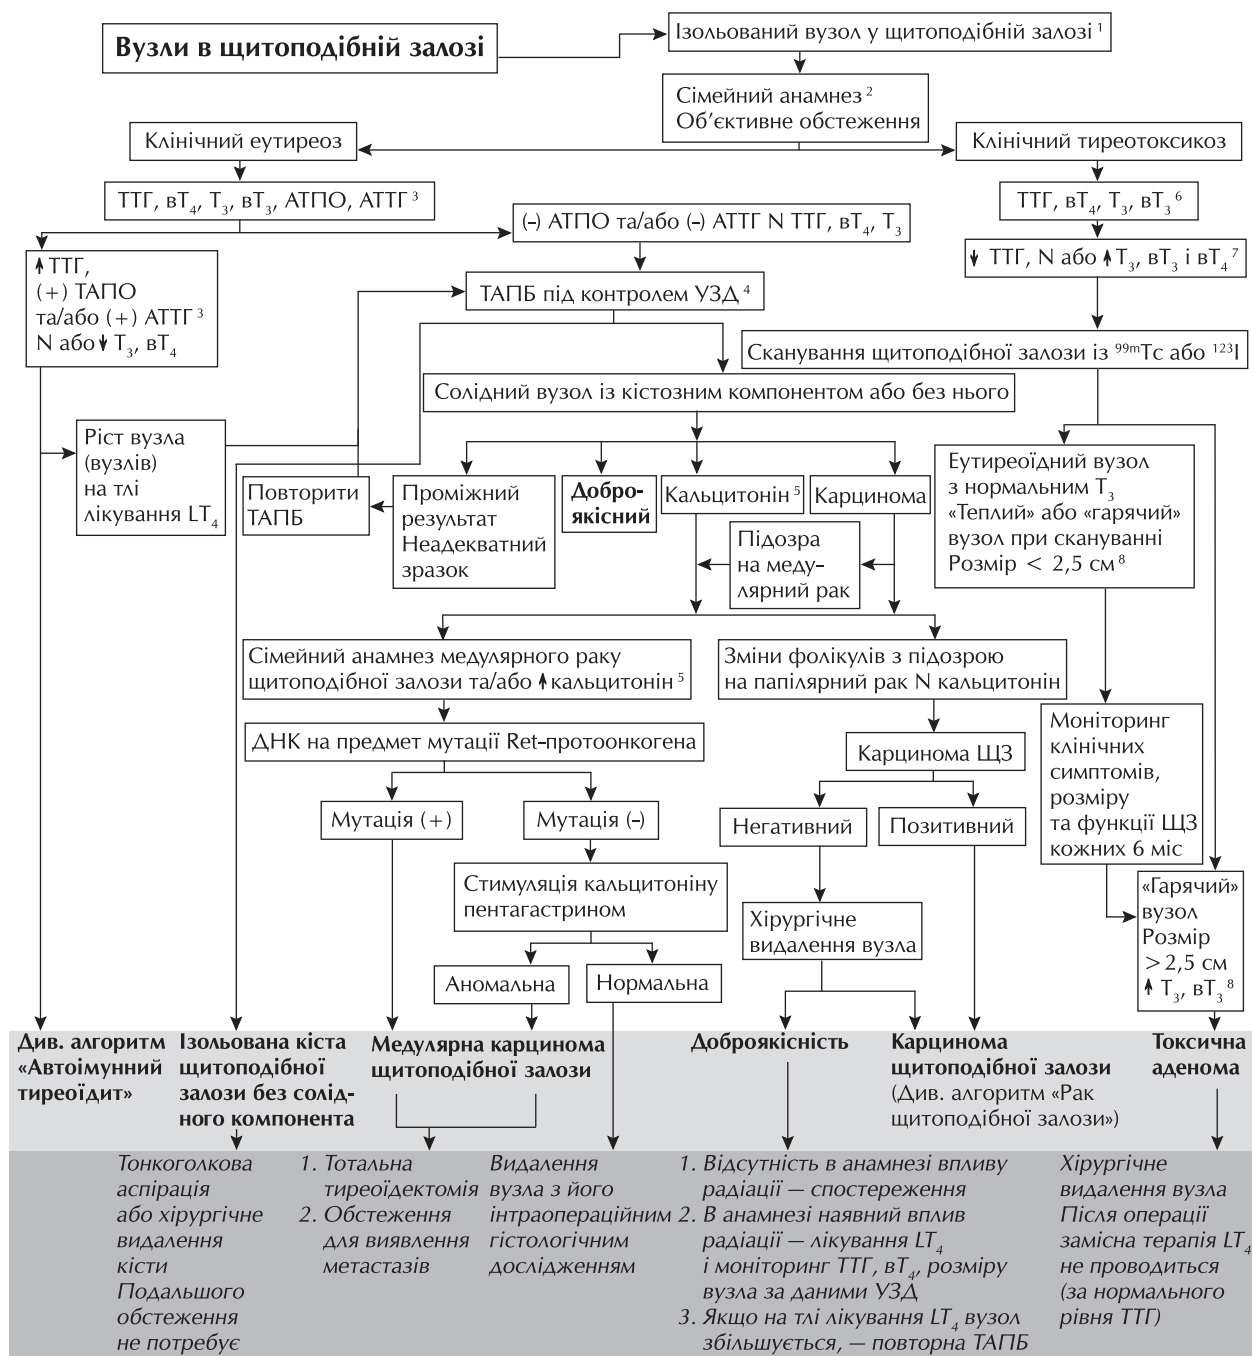 Вузли в щитоподібній залозі
Ізольований вузол у щитоподібній залозі ¹
Сімейний анамнез ²
Об’єктивне обстеження
Клінічний еутиреоз
Клінічний тиреотоксикоз
ТТГ, вТ₄, Т₃, вТ₃, АТПО, АТТГ ³
ТТГ, вТ₄, Т₃, вТ₃ ⁶
(–) АТПО та/або (–) АТТГ N ТТГ, вТ₄, Т₃
↑ ТТГ,
(+) ТАПО
та/або (+) АТТГ ³
N або ↓ Т₃, вТ₄
↓ ТТГ, N або ↑ Т₃, вТ₃ і вТ₄ ⁷
ТАПБ під контролем УЗД ⁴
Сканування щитоподібної залози із ⁹⁹ᵐTc або ¹²³I
Солідний вузол із кістозним компонентом або без нього
Ріст вузла
(вузлів)
на тлі
лікування LT₄
Повторити
ТАПБ
Проміжний
результат
Неадекватний
зразок
Добро-
якісний
Кальцитонін ⁵
Карцинома
Підозра
на меду-
лярний рак
Еутиреоїдний вузол
з нормальним Т₃
«Теплий» або «гарячий»
вузол при скануванні
Розмір < 2,5 см ⁸
Сімейний анамнез медулярного раку
щитоподібної залози та/або ↑ кальцитонін ⁵
Зміни фолікулів з підозрою
на папілярний рак N кальцитонін
ДНК на предмет мутації Ret-протоонкогена
Карцинома ЩЗ
Моніторинг
клінічних
симптомів,
розміру
та функції ЩЗ
кожних 6 міс
Мутація (+)
Мутація (–)
Негативний
Позитивний
Стимуляція кальцитоніну
пентагастрином
Хірургічне
видалення вузла
«Гарячий»
вузол
Розмір
>2,5 см
↑ Т₃, вТ₃ ⁸
Аномальна
Нормальна
Див. алгоритм
«Автоімунний
тиреоїдит»
Ізольована кіста
щитоподібної
залози без солід-
ного компонента
Медулярна карцинома
щитоподібної залози
Доброякісність
Карцинома
щитоподібної залози
(Див. алгоритм «Рак
щитоподібної залози»)
Токсична
аденома
Тонкоголкова
аспірація
або хірургічне
видалення
кісти
Подальшого
обстеження
не потребує
1. Тотальна
тиреоїдектомія
2. Обстеження
для виявлення
метастазів
Видалення
вузла з його
інтраопераційним
гістологічним
дослідженням
1. Відсутність в анамнезі впливу
радіації — спостереження
2. В анамнезі наявний вплив
радіації — лікування LT₄
і моніторинг ТТГ, вТ₄, розміру
вузла за даними УЗД
3. Якщо на тлі лікування LT₄ вузол
збільшується, — повторна ТАПБ
Хірургічне
видалення вузла
Після операції
замісна терапія LT₄
не проводиться
(за нормального
рівня ТТГ)